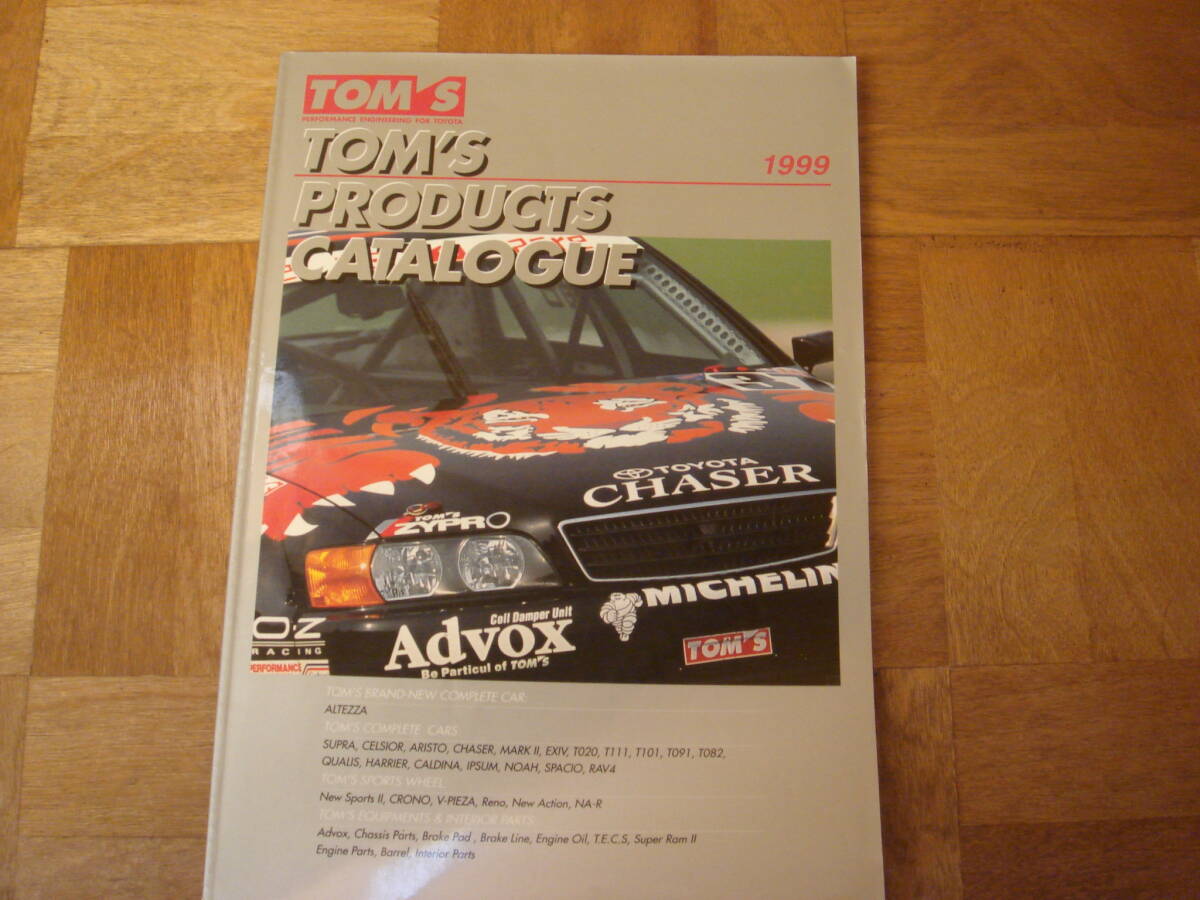 TOM'S
PERFORMANCE ENGINEERING FOR TOYOTA
TOM'S
1999
PRODUCTS
CATALOGUE
TOYOTA
CHASER
TOM'S
ZYPRO
MICHELIN
Coil Damper Unit
Advox
Be Particul of TOM'S
TOM'S
O·Z
RACING
PERFORMANCE
TOM'S BRAND-NEW COMPLETE CAR:
ALTEZZA
TOM'S COMPLETE CARS
SUPRA, CELSIOR, ARISTO, CHASER, MARK II, EXIV, T020, T111, T101, T091, T082,
QUALIS, HARRIER, CALDINA, IPSUM, NOAH, SPACIO, RAV4
TOM'S SPORTS WHEEL
New Sports II, CRONO, V-PIEZA, Reno, New Action, NA-R
TOM'S EQUIPMENTS & INTERIOR PARTS
Advox, Chassis Parts, Brake Pad , Brake Line, Engine Oil, T.E.C.S, Super Ram II
Engine Parts, Barrel, Interior Parts